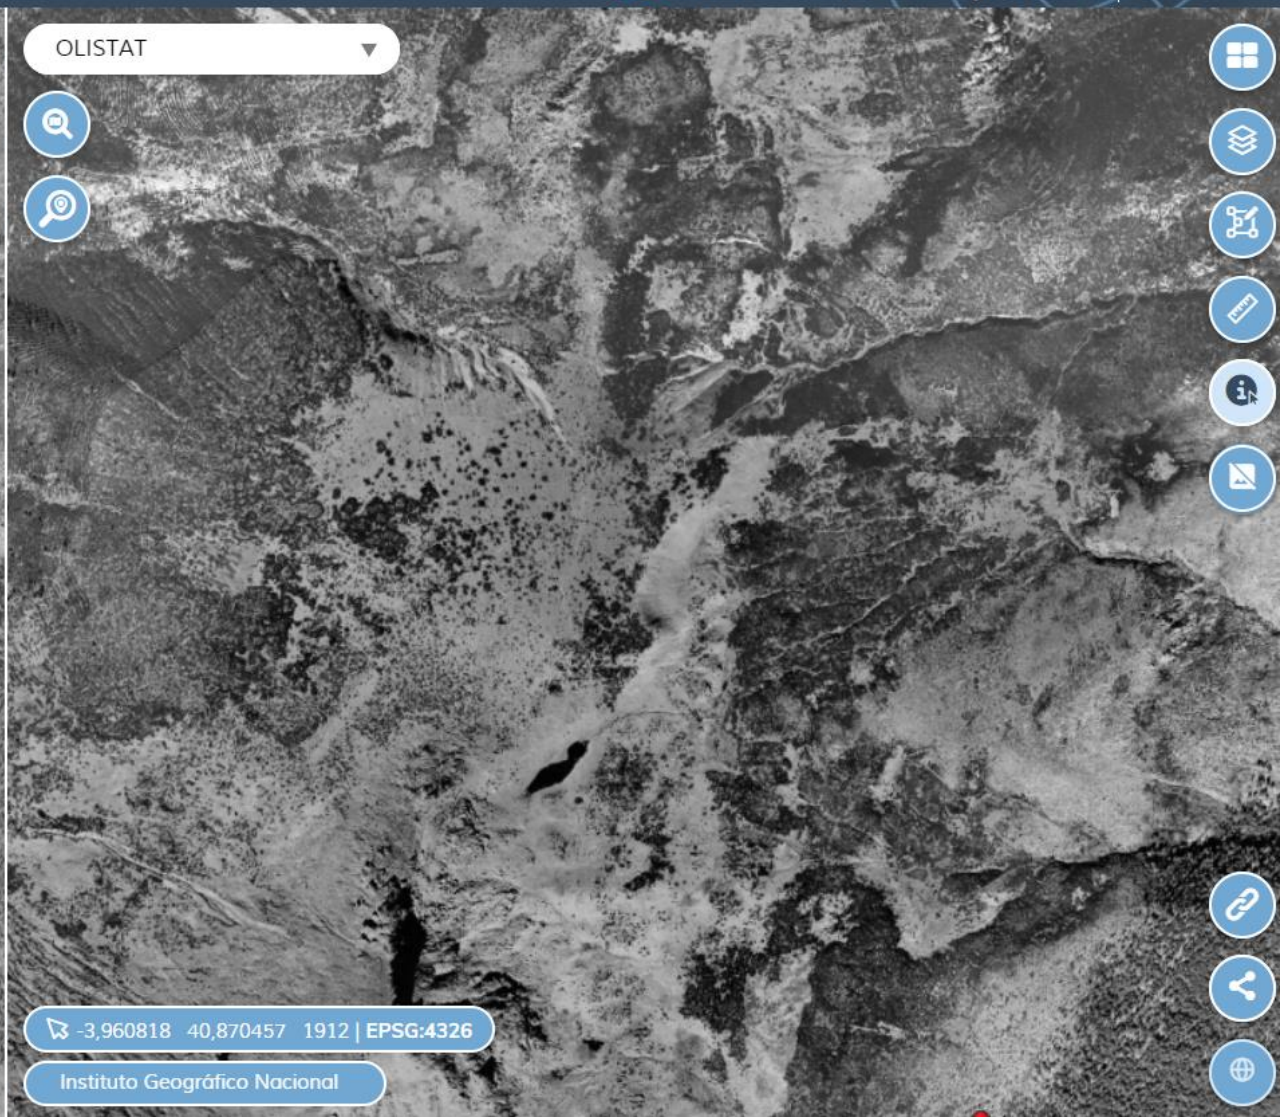 OLISTAT
-3,960818 40,870457 1912 | EPSG:4326
Instituto Geográfico Nacional